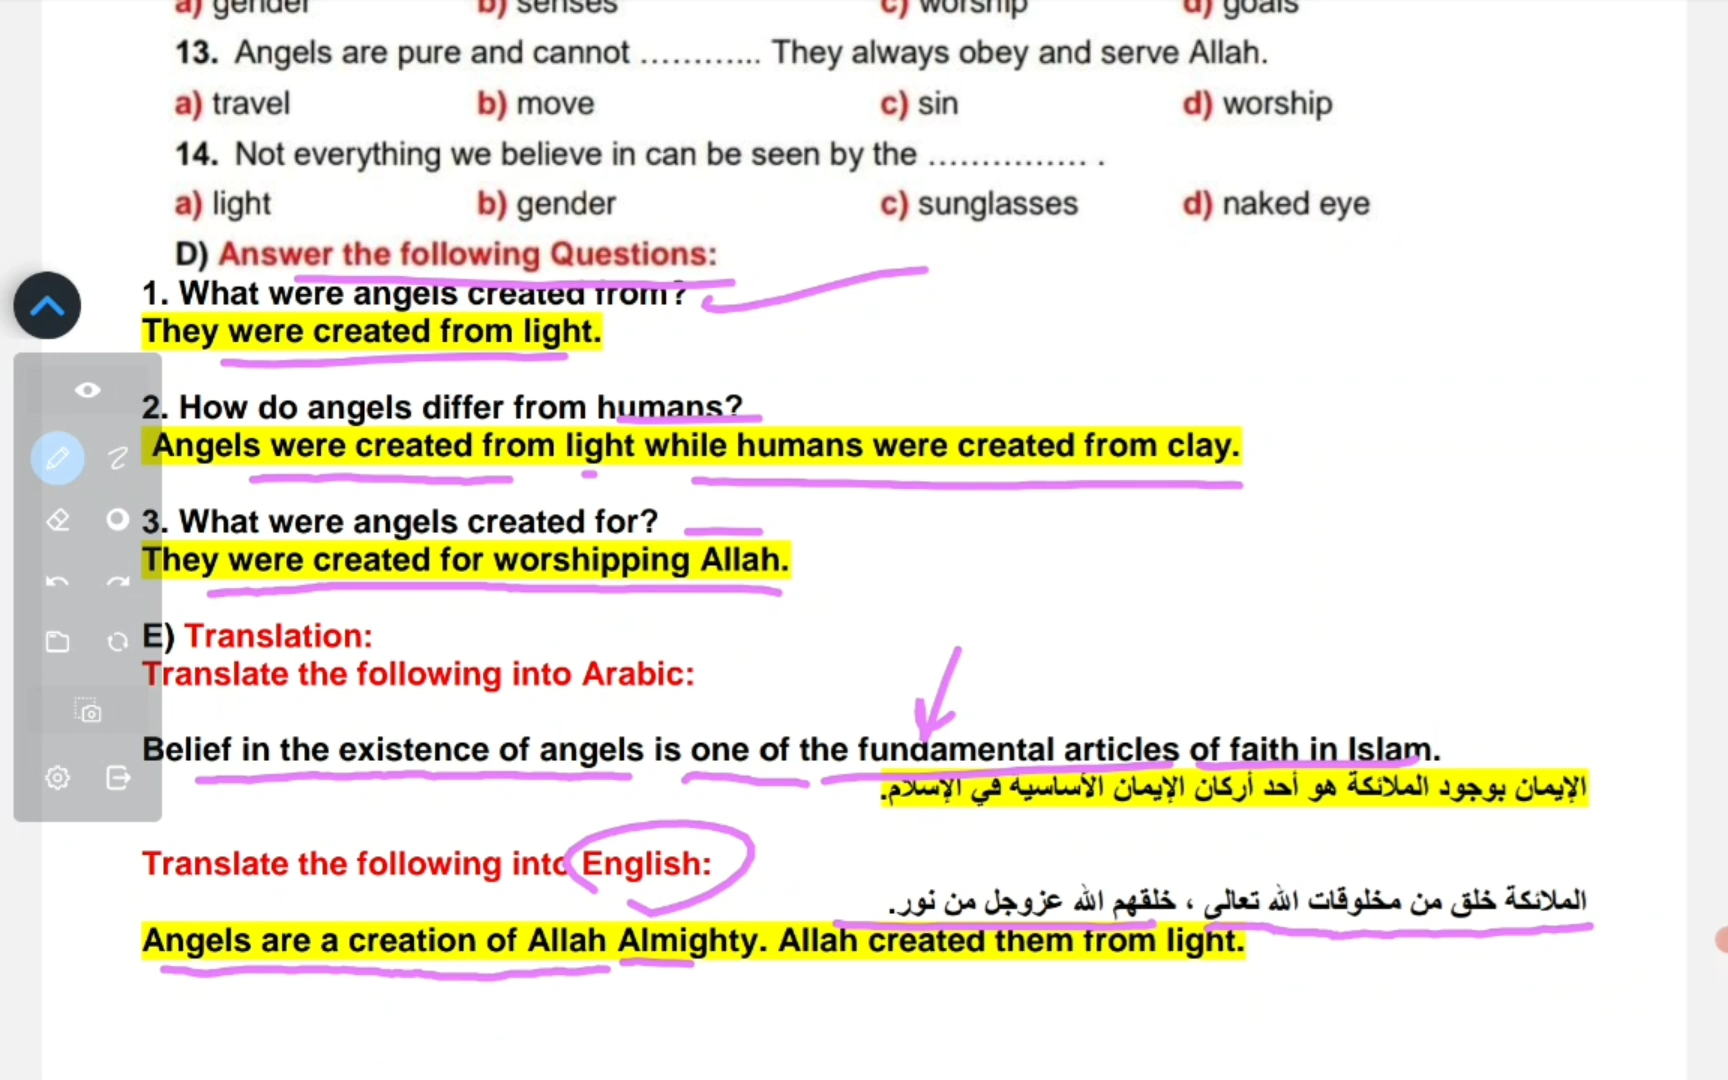 a) gender b) senses c) worship d) goals
13. Angels are pure and cannot ............ They always obey and serve Allah.
a) travel b) move c) sin d) worship
14. Not everything we believe in can be seen by the ............... .
a) light b) gender c) sunglasses d) naked eye
D) Answer the following Questions:
1. What were angels created from?
They were created from light.
2. How do angels differ from humans?
Angels were created from light while humans were created from clay.
3. What were angels created for?
They were created for worshipping Allah.
E) Translation:
Translate the following into Arabic:
Belief in the existence of angels is one of the fundamental articles of faith in Islam.
الإيمان بوجود الملائكة هو أحد أركان الإيمان الأساسية في الإسلام.
Translate the following into English:
الملائكة خلق من مخلوقات الله تعالى ، خلقهم الله عزوجل من نور.
Angels are a creation of Allah Almighty. Allah created them from light.